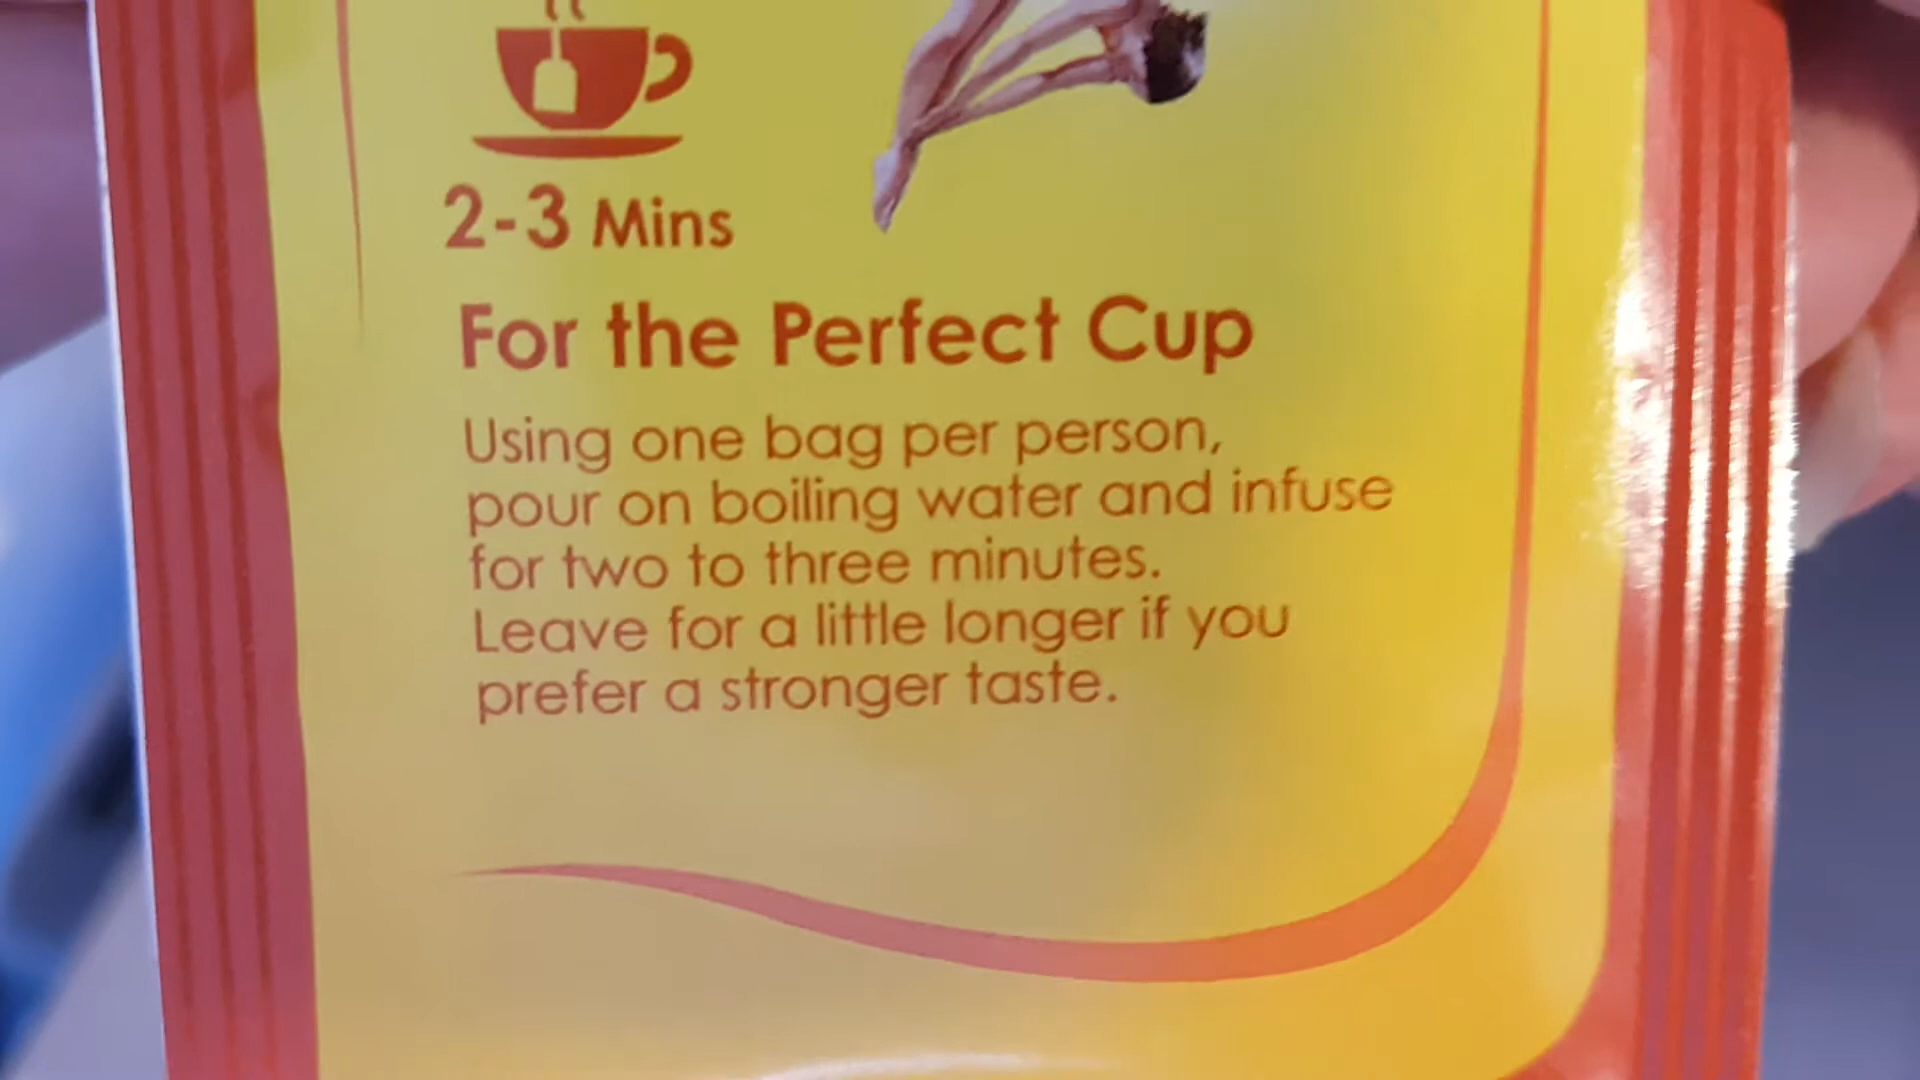 2-3 Mins
For the Perfect Cup
Using one bag per person,
pour on boiling water and infuse
for two to three minutes.
Leave for a little longer if you
prefer a stronger taste.